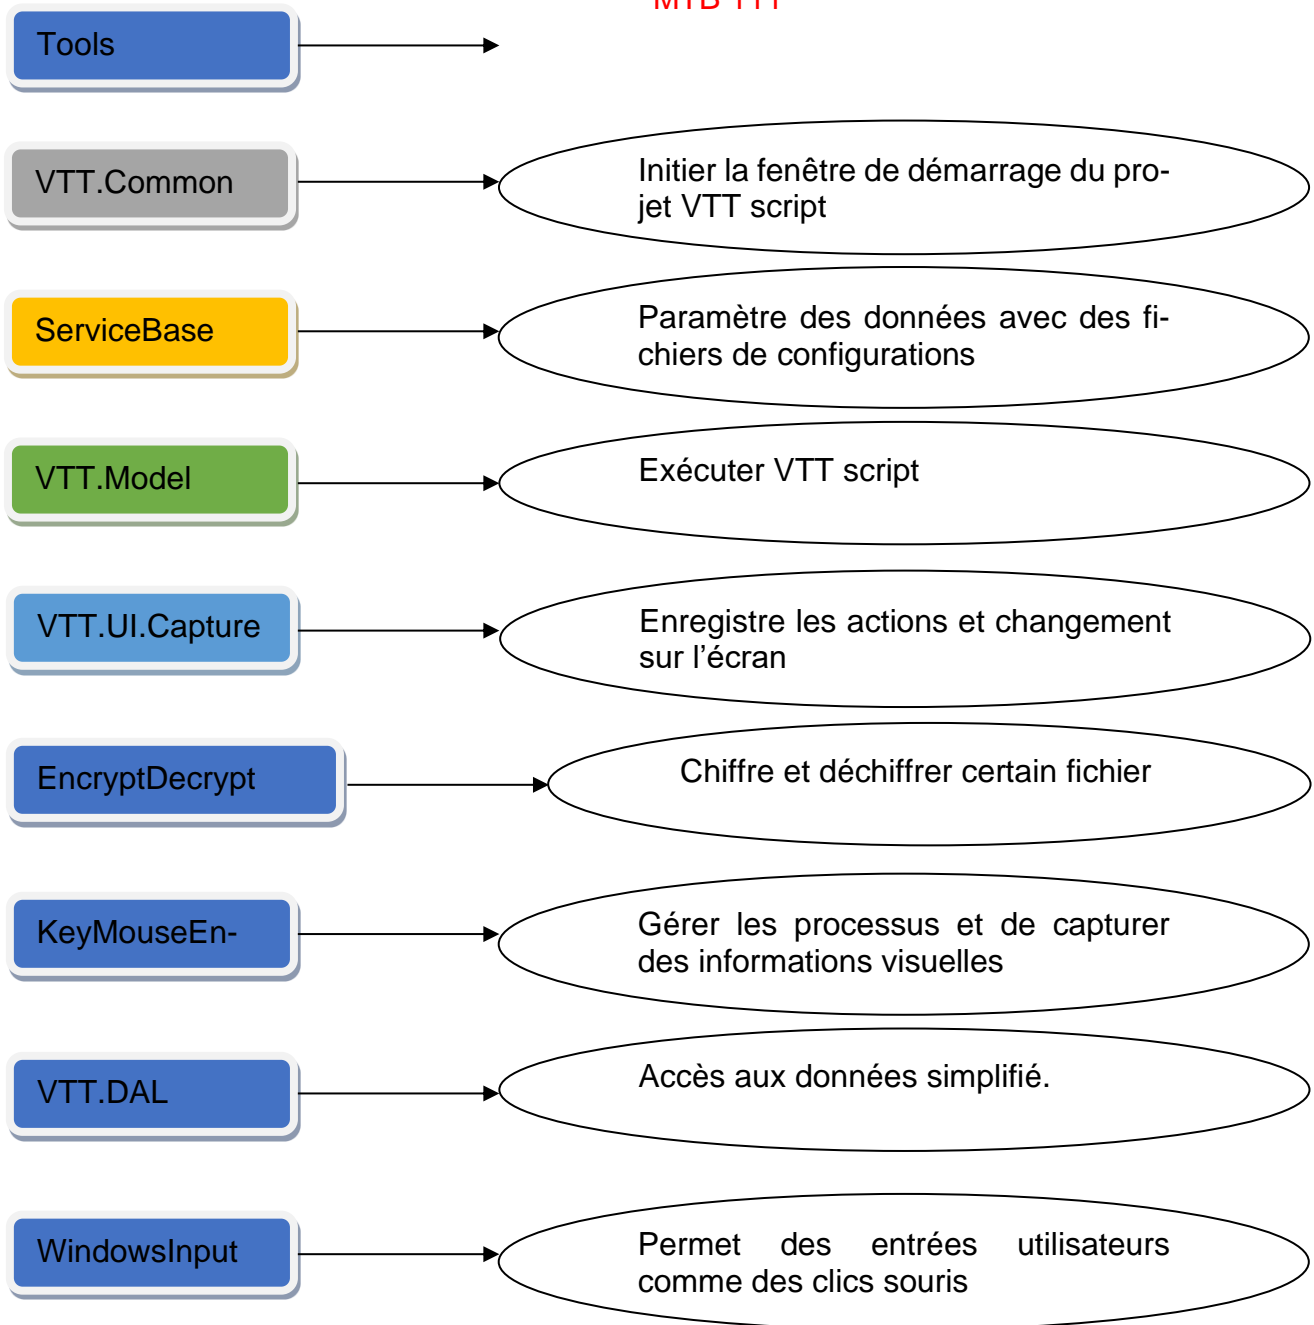 Tools
VTT.Common
Initier la fenêtre de démarrage du pro-
jet VTT script
ServiceBase
Paramètre des données avec des fi-
chiers de configurations
VTT.Model
Exécuter VTT script
VTT.UI.Capture
Enregistre les actions et changement
sur l'écran
EncryptDecrypt
Chiffre et déchiffrer certain fichier
KeyMouseEn-
Gérer les processus et de capturer
des informations visuelles
VTT.DAL
Accès aux données simplifié.
WindowsInput
Permet des entrées utilisateurs
comme des clics souris